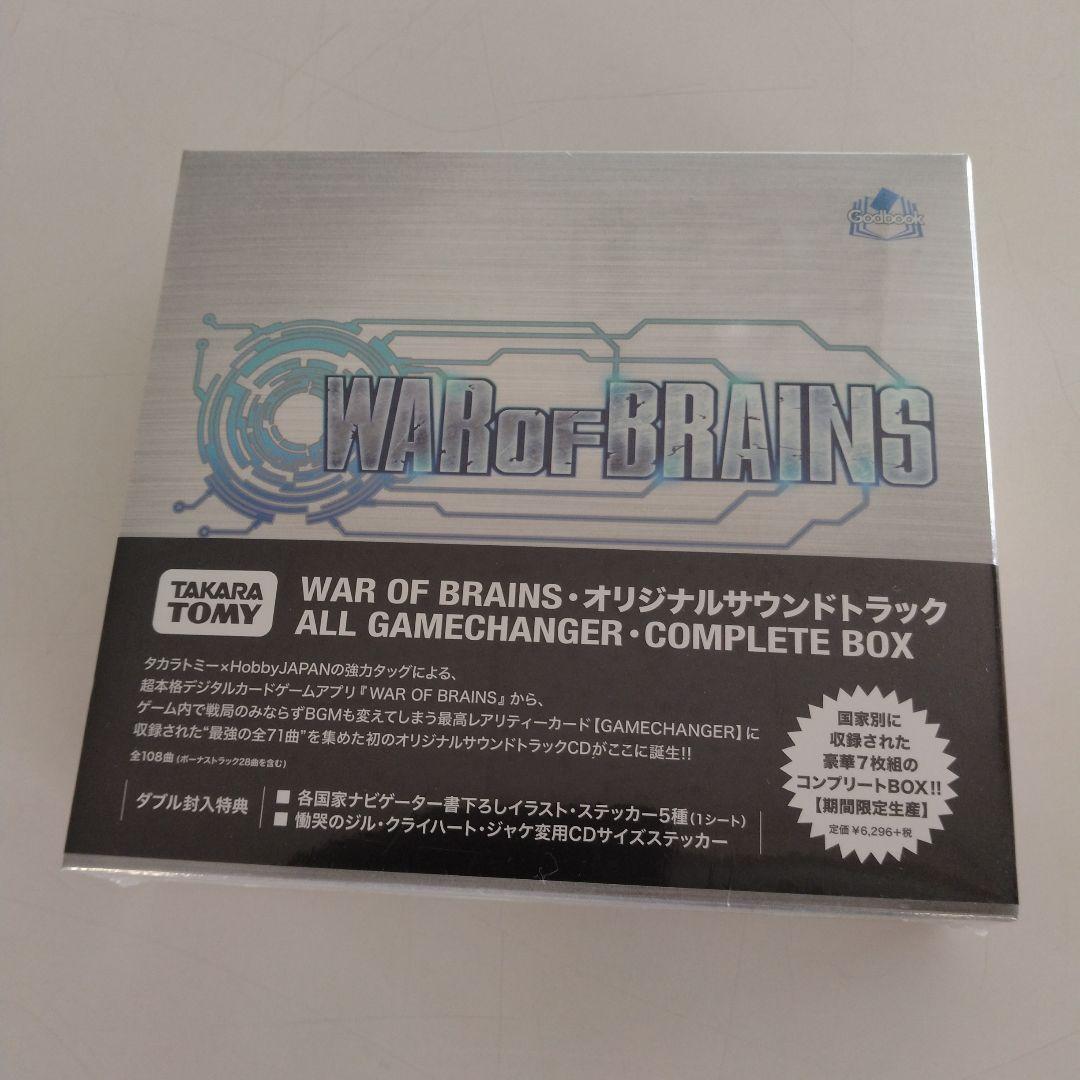 Godbook
WAR OF BRAINS
TAKARA TOMY
WAR OF BRAINS・オリジナルサウンドトラック
ALL GAMECHANGER・COMPLETE BOX
タカラトミー×HobbyJAPANの強力タッグによる、
超本格デジタルカードゲームアプリ『WAR OF BRAINS』から、
ゲーム内で戦局のみならずBGMも変えてしまう最高レアリティーカード【GAMECHANGER】に
収録された“最強の全71曲”を集めた初のオリジナルサウンドトラックCDがここに誕生!!
全108曲(ボーナストラック28曲を含む)
ダブル封入特典
■ 各国家ナビゲーター書下ろしイラスト・ステッカー5種(1シート)
■ 慟哭のジル・クライハート・ジャケ変用CDサイズステッカー
国家別に
収録された
豪華7枚組の
コンプリートBOX!!
【期間限定生産】
定価 ¥6,296+税